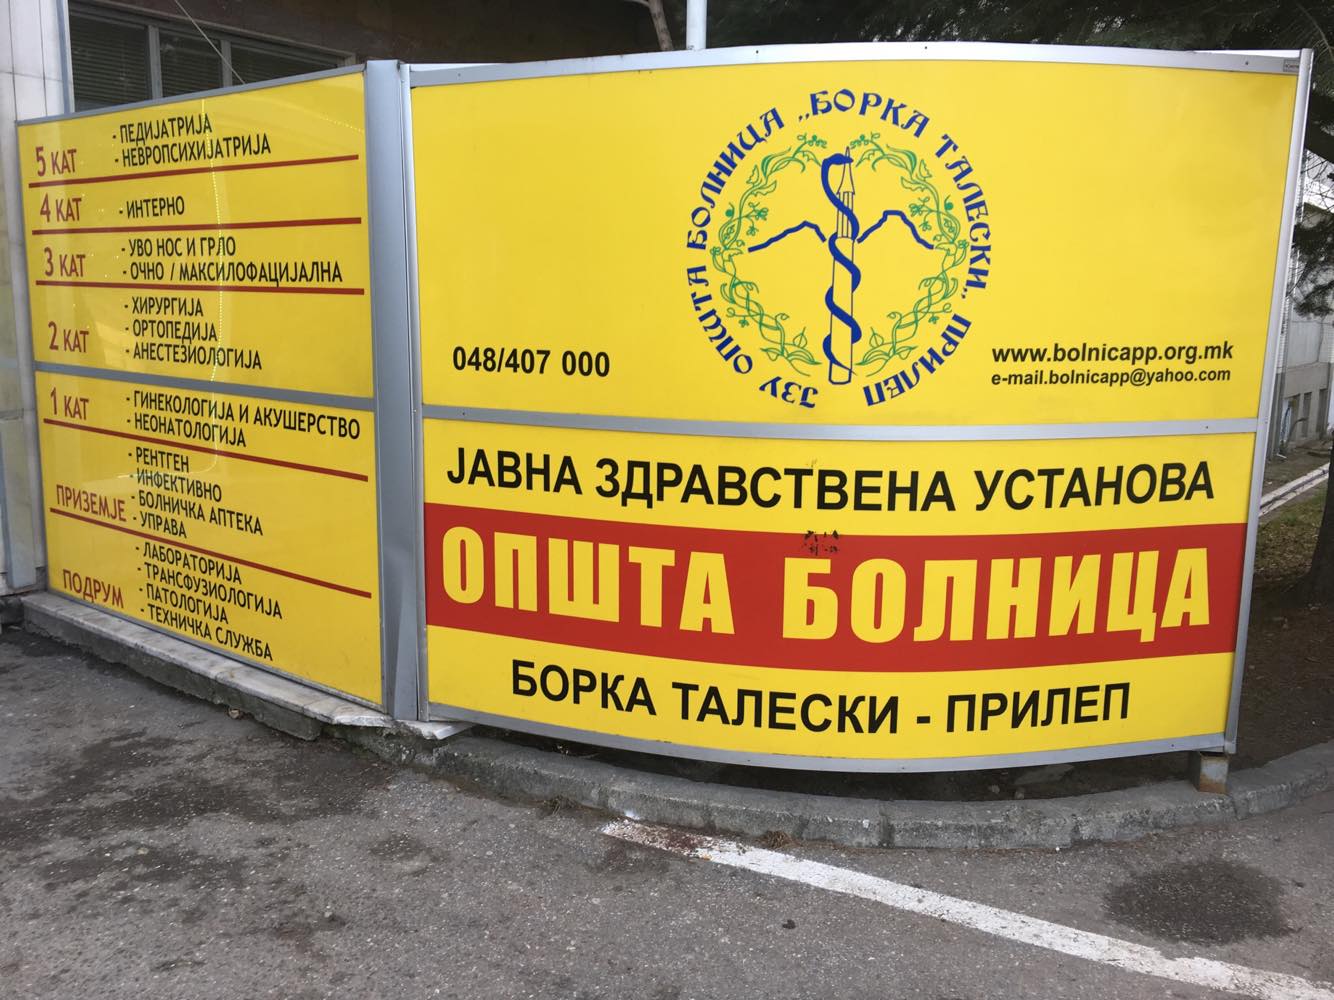 5 КАТ
- ПЕДИЈАТРИЈА
- НЕВРОПСИХИЈАТРИЈА
4 КАТ
- ИНТЕРНО
3 КАТ
- УВО НОС И ГРЛО
- ОЧНО / МАКСИЛОФАЦИЈАЛНА
2 КАТ
- ХИРУРГИЈА
- ОРТОПЕДИЈА
- АНЕСТЕЗИОЛОГИЈА
1 КАТ
- ГИНЕКОЛОГИЈА И АКУШЕРСТВО
- НЕОНАТОЛОГИЈА
ПРИЗЕМЈЕ
- РЕНТГЕН
- ИНФЕКТИВНО
- БОЛНИЧКА АПТЕКА
- УПРАВА
ПОДРУМ
- ЛАБОРАТОРИЈА
- ТРАНСФУЗИОЛОГИЈА
- ПАТОЛОГИЈА
- ТЕХНИЧКА СЛУЖБА
ЈЗУ ОПШТА БОЛНИЦА „БОРКА ТАЛЕСКИ„ ПРИЛЕП
048/407 000
www.bolnicapp.org.mk
e-mail.bolnicapp@yahoo.com
ЈАВНА ЗДРАВСТВЕНА УСТАНОВА
ОПШТА БОЛНИЦА
БОРКА ТАЛЕСКИ - ПРИЛЕП